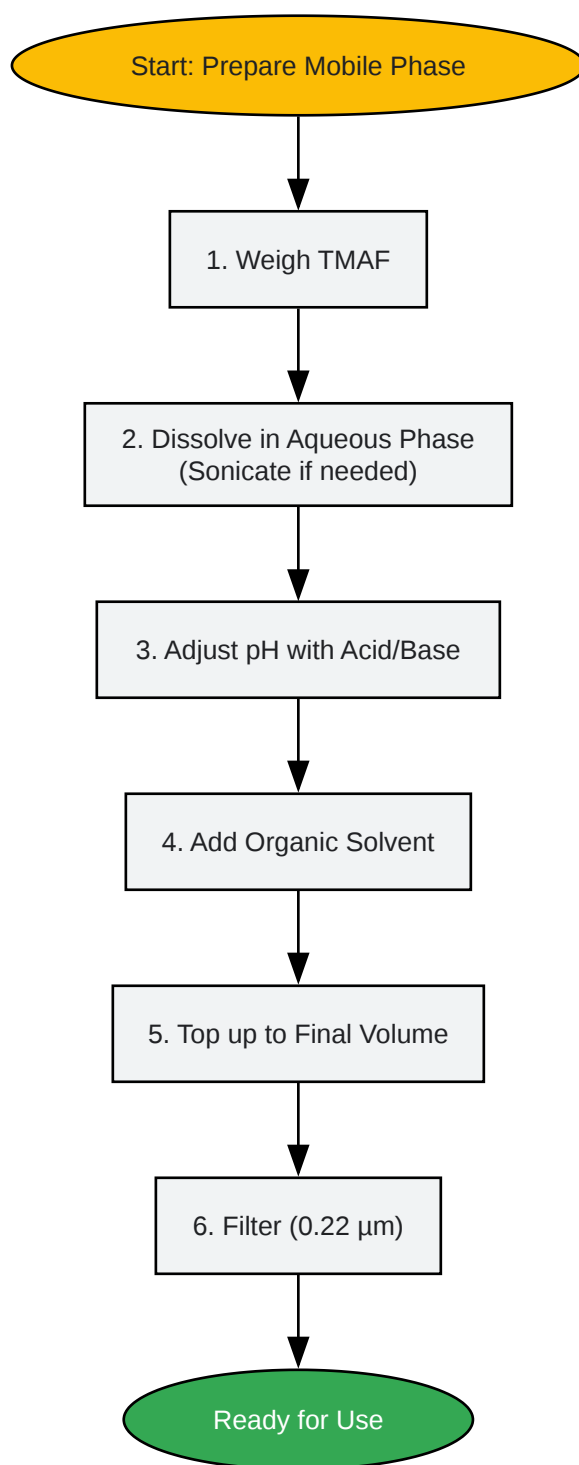 Start: Prepare Mobile Phase
1. Weigh TMAF
2. Dissolve in Aqueous Phase
(Sonicate if needed)
3. Adjust pH with Acid/Base
4. Add Organic Solvent
5. Top up to Final Volume
6. Filter (0.22 µm)
Ready for Use